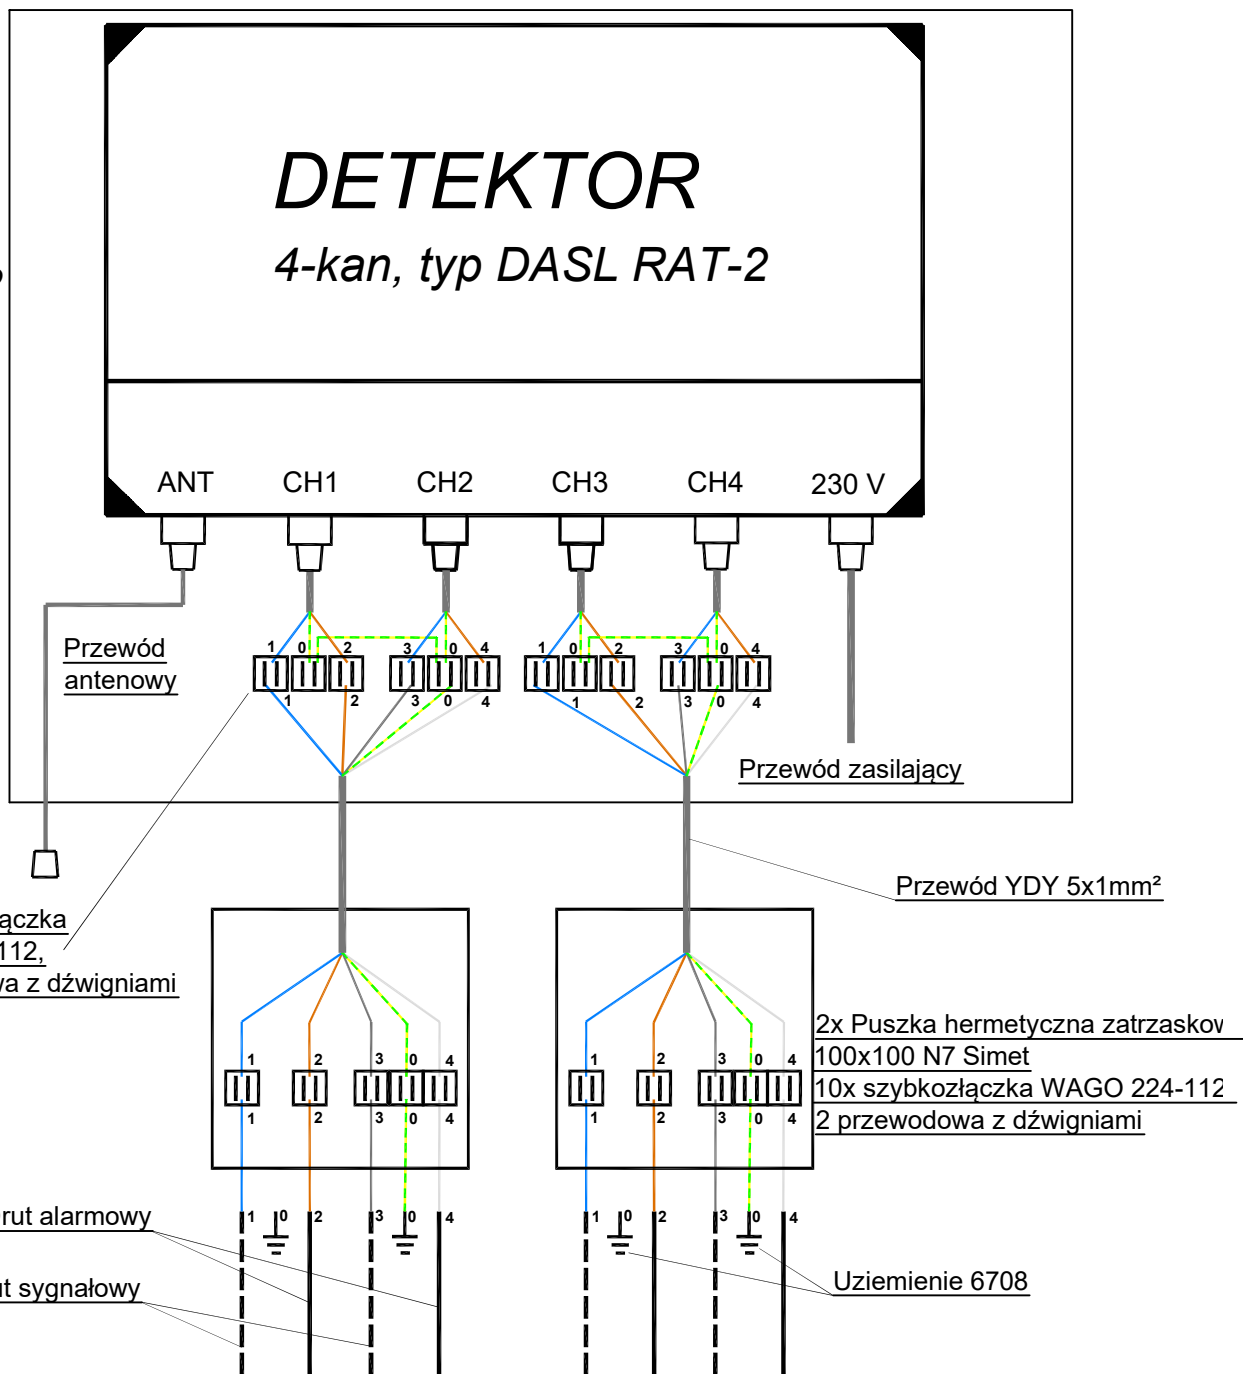 DETEKTOR
4-kan, typ DASL RAT-2
ANT CH1 CH2 CH3 CH4 230 V
Przewód
antenowy
1 0 2 3 0 4 1 0 2 3 0 4
1 2 3 0 4 1 2 3 0 4
Przewód zasilający
Przewód YDY 5x1mm²
112,
z dźwigniami
2x Puszka hermetyczna
100x100 N7 Simet
10x szybkozłączka WAGO 224-112
2 przewodowa z dźwigniami
1 2 3 0 4 1 2 3 0 4
1 2 3 0 4 1 2 3 0 4
1 0 2 3 0 4 1 0 2 3 0 4
alarmowy
sygnałowy
Uziemienie 6708